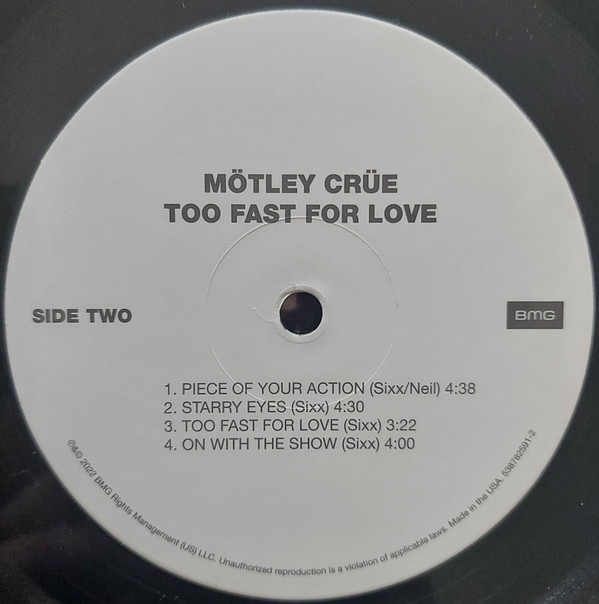 MÖTLEY CRÜE
TOO FAST FOR LOVE
SIDE TWO
BMG
1. PIECE OF YOUR ACTION (Sixx/Neil) 4:38
2. STARRY EYES (Sixx) 4:30
3. TOO FAST FOR LOVE (Sixx) 3:22
4. ON WITH THE SHOW (Sixx) 4:00
℗&© 2022 BMG Rights Management (US) LLC. Unauthorized reproduction is a violation of applicable laws. Made in the USA. 538782591-2